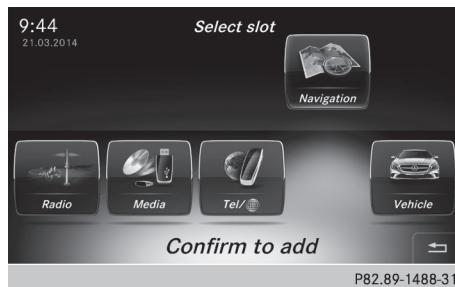 9:44
21.03.2014
Select slot
Navigation
Radio
Media
Tel/
Vehicle
Confirm to add
P82.89-1488-31